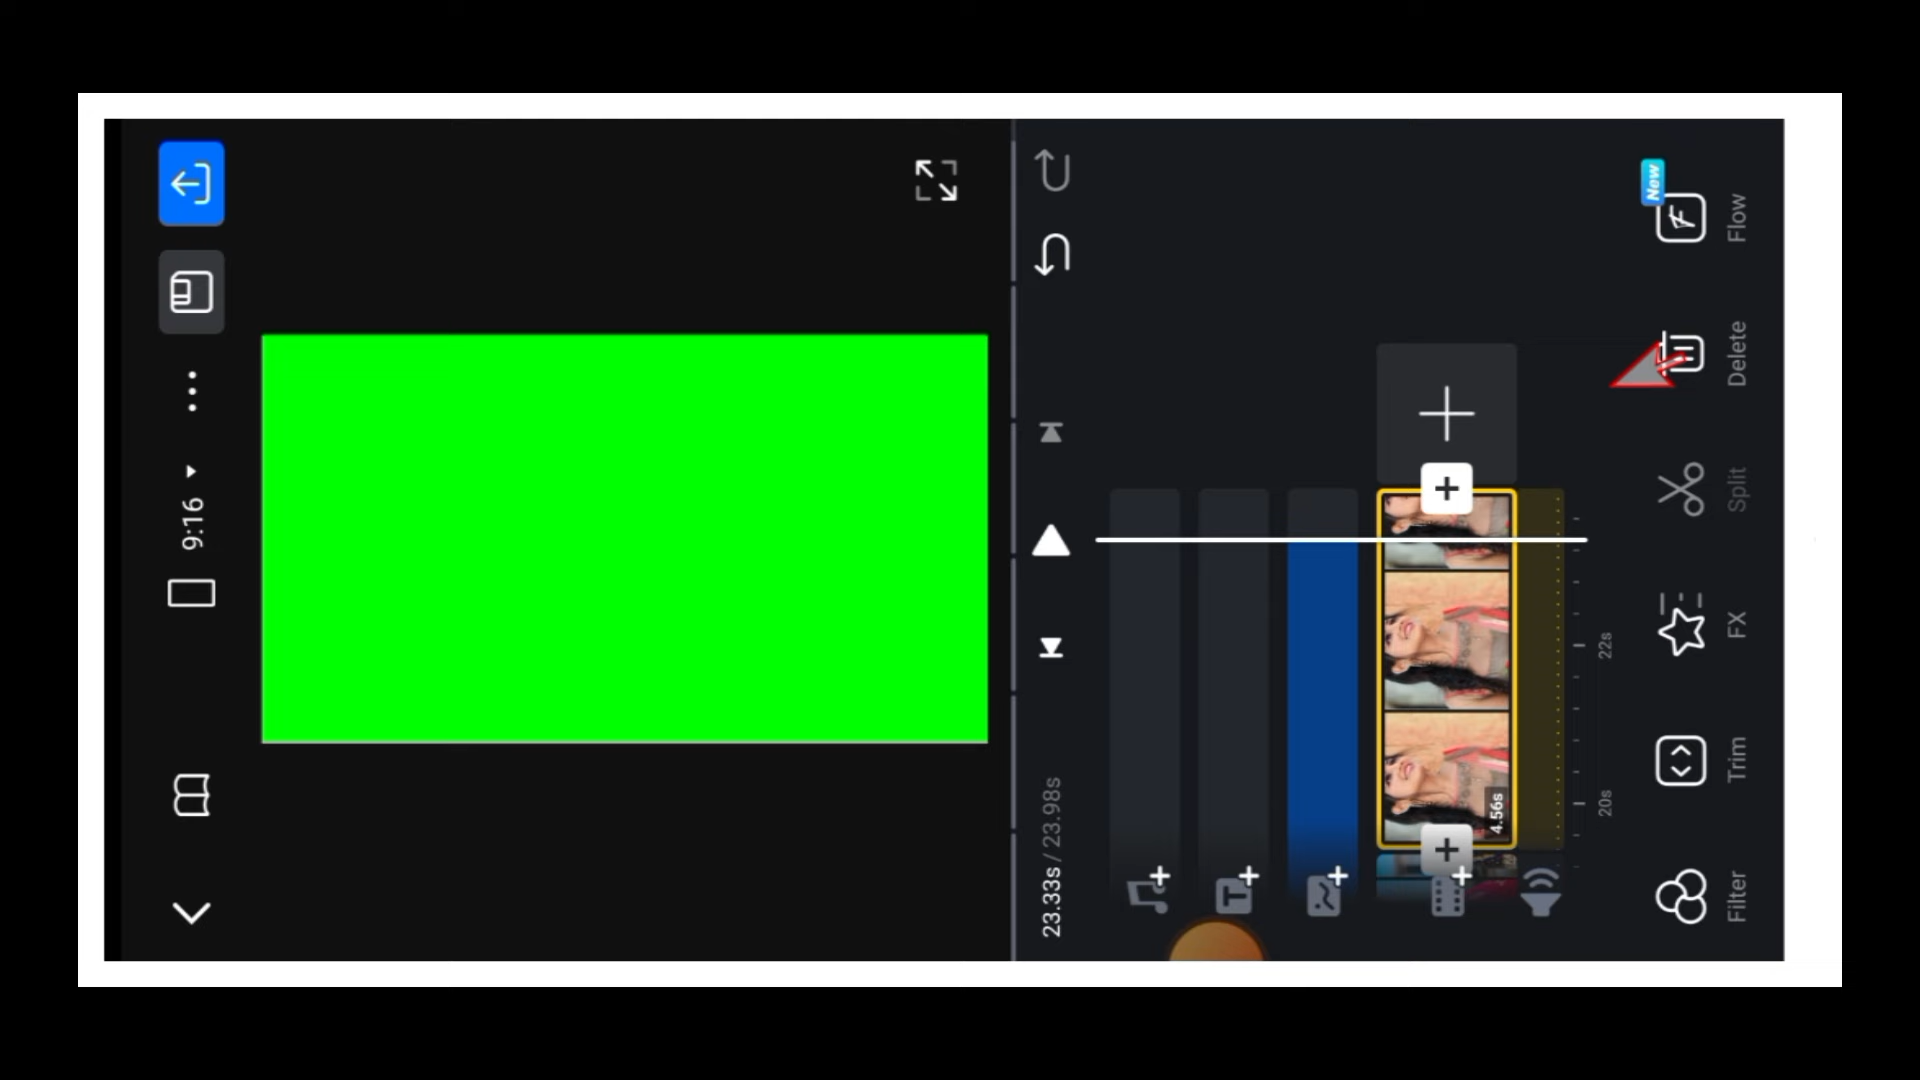 9:16
23.33s / 23.98s
4.56s
20s
22s
Filter
Trim
FX
Split
Delete
Flow
New